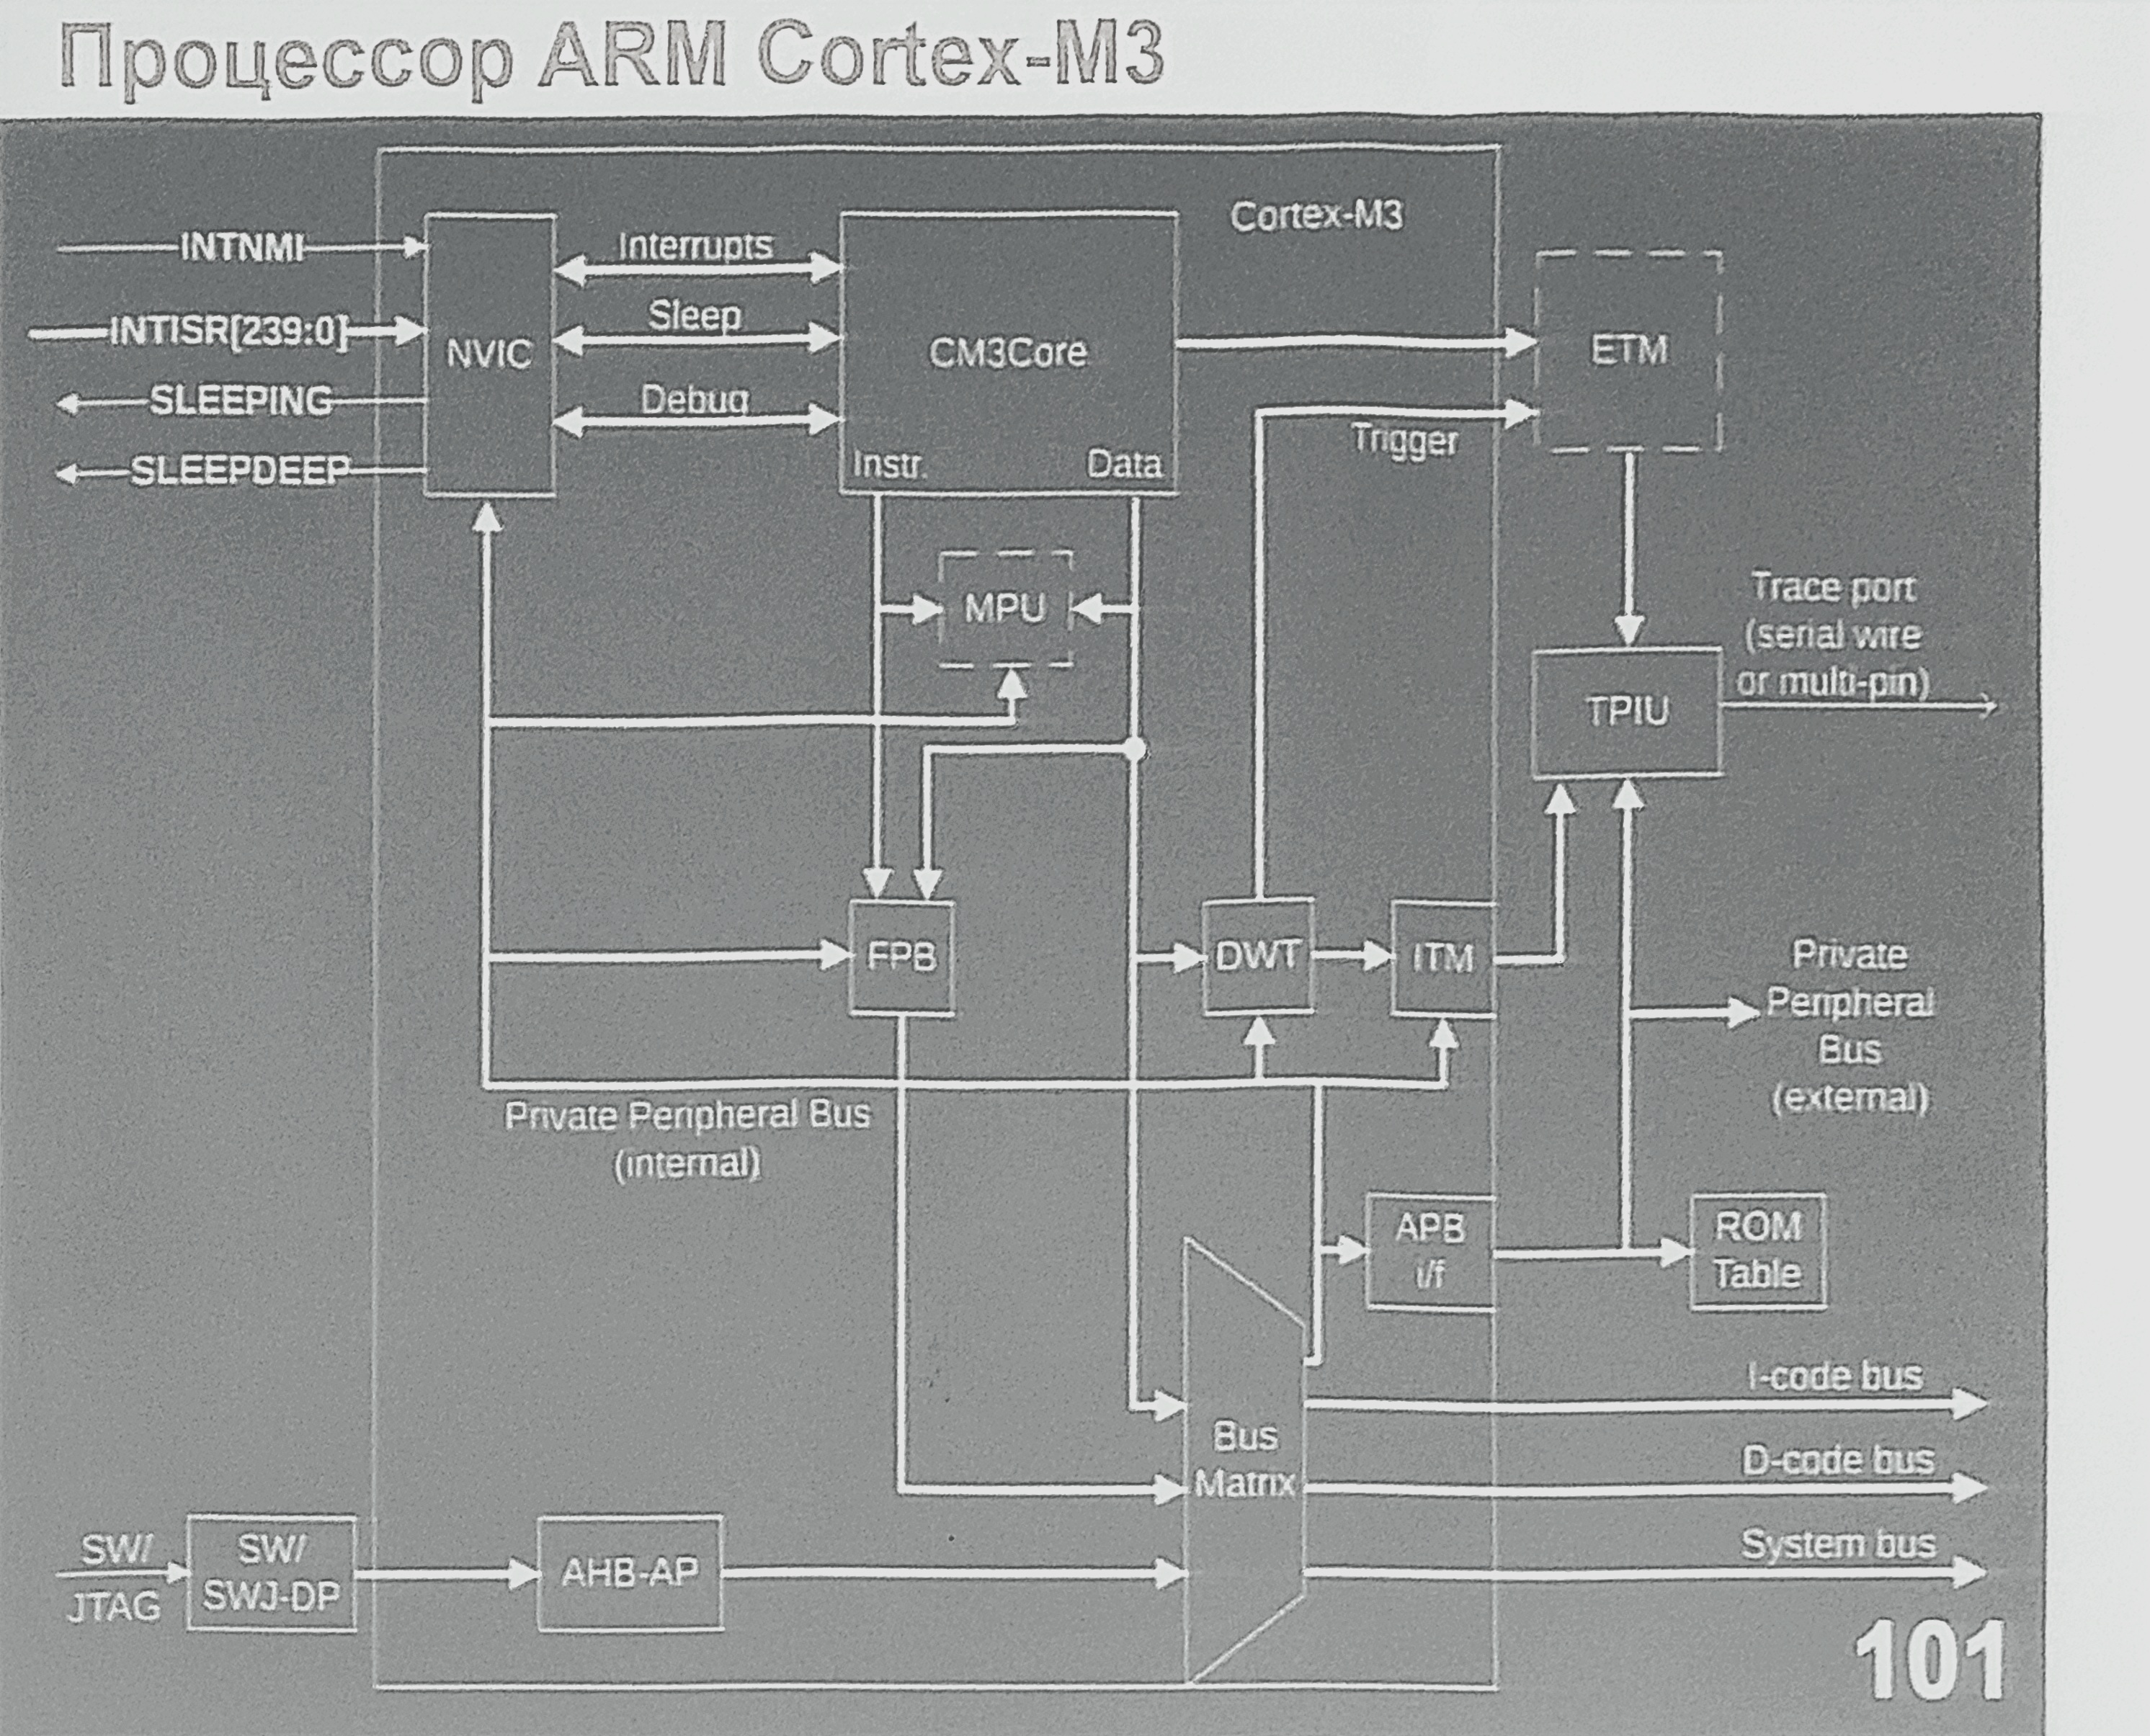 Процессор ARM Cortex-M3
Cortex-M3
INTNMI
INTISR[239:0]
SLEEPING
SLEEPDEEP
NVIC
Interrupts
Sleep
Debug
CM3Core
Instr.
Data
ETM
Trigger
MPU
Trace port
(serial wire
or multi-pin)
TPIU
FPB
DWT
ITM
Private
Peripheral
Bus
(external)
Private Peripheral Bus
(internal)
APB
i/f
ROM
Table
I-code bus
Bus
Matrix
D-code bus
System bus
SW/
JTAG
SW/
SWJ-DP
AHB-AP
101